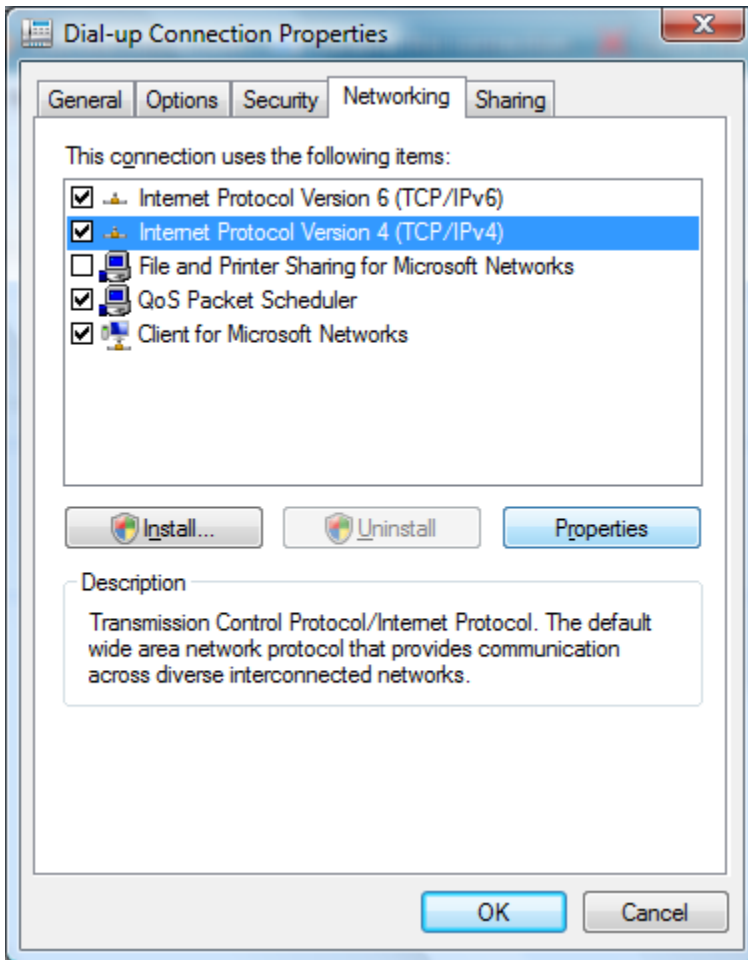 Dial-up Connection Properties
General Options Security Networking Sharing
This connection uses the following items:
Internet Protocol Version 6 (TCP/IPv6)
Internet Protocol Version 4 (TCP/IPv4)
File and Printer Sharing for Microsoft Networks
QoS Packet Scheduler
Client for Microsoft Networks
Install... Uninstall Properties
Description
Transmission Control Protocol/Internet Protocol. The default
wide area network protocol that provides communication
across diverse interconnected networks.
OK Cancel